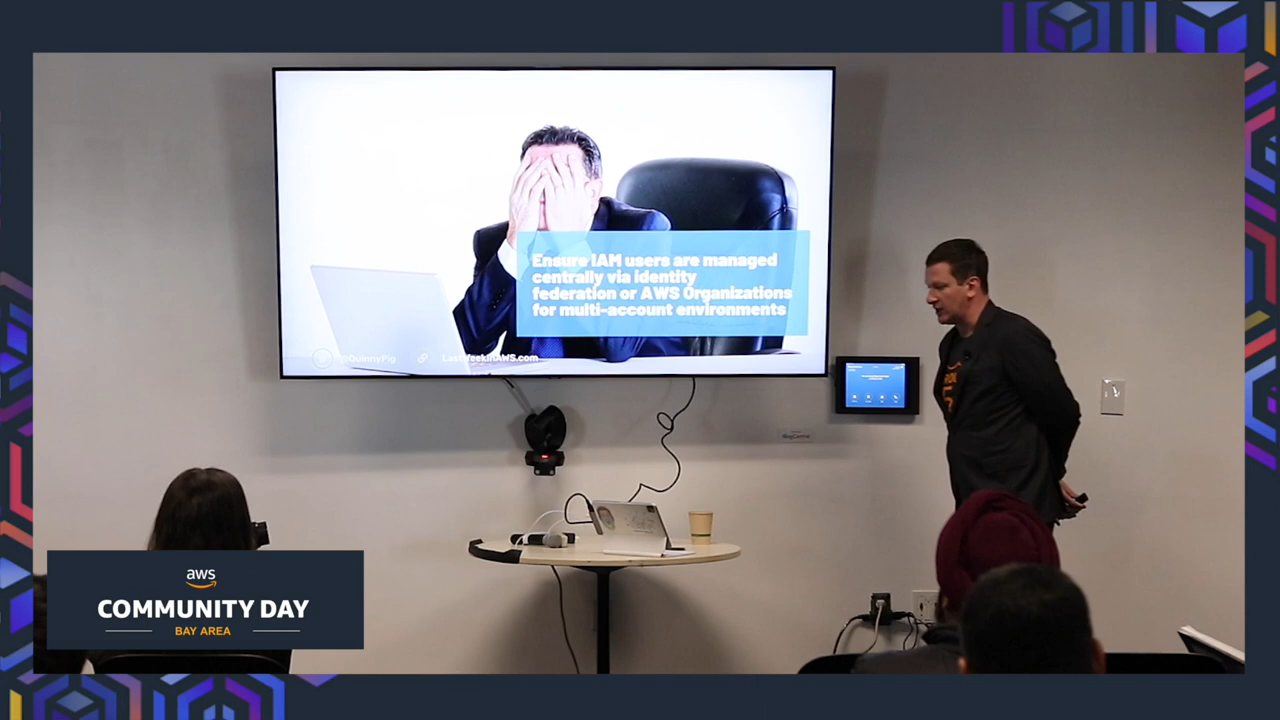 Ensure IAM users are managed
centrally via identity
federation or AWS Organizations
for multi-account environments
@QuinnyPig
LastWeekinAWS.com
RingCentral
aws
COMMUNITY DAY
BAY AREA